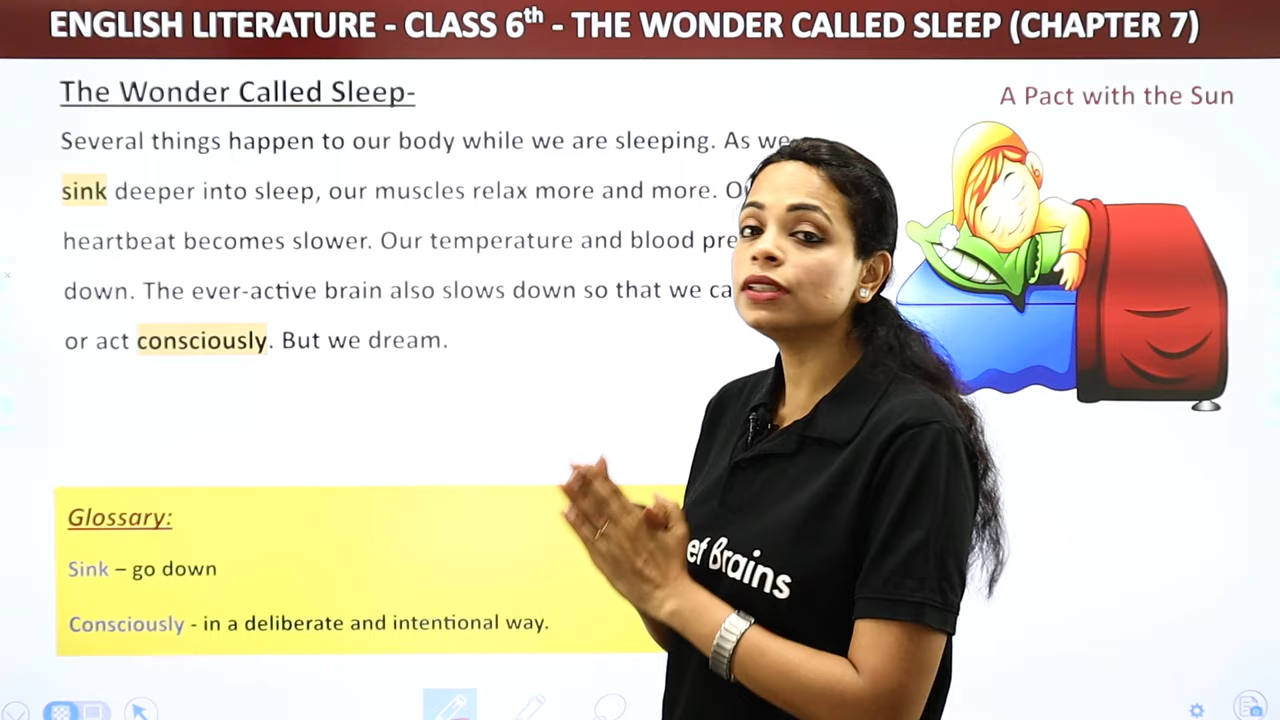 ENGLISH LITERATURE - CLASS 6th - THE WONDER CALLED SLEEP (CHAPTER 7)
The Wonder Called Sleep-
A Pact with the Sun
Several things happen to our body while we are sleeping. As we
sink deeper into sleep, our muscles relax more and more.
heartbeat becomes slower. Our temperature and blood
down. The ever-active brain also slows down so that we
or act consciously. But we dream.
Glossary:
Sink – go down
Consciously - in a deliberate and intentional way.
Brains